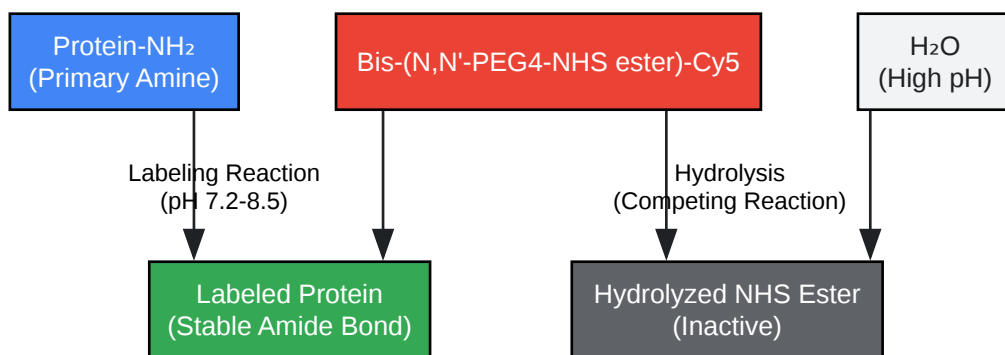 Protein-NH₂
(Primary Amine)
Bis-(N,N'-PEG4-NHS ester)-Cy5
H₂O
(High pH)
Labeling Reaction
(pH 7.2-8.5)
Hydrolysis
(Competing Reaction)
Labeled Protein
(Stable Amide Bond)
Hydrolyzed NHS Ester
(Inactive)